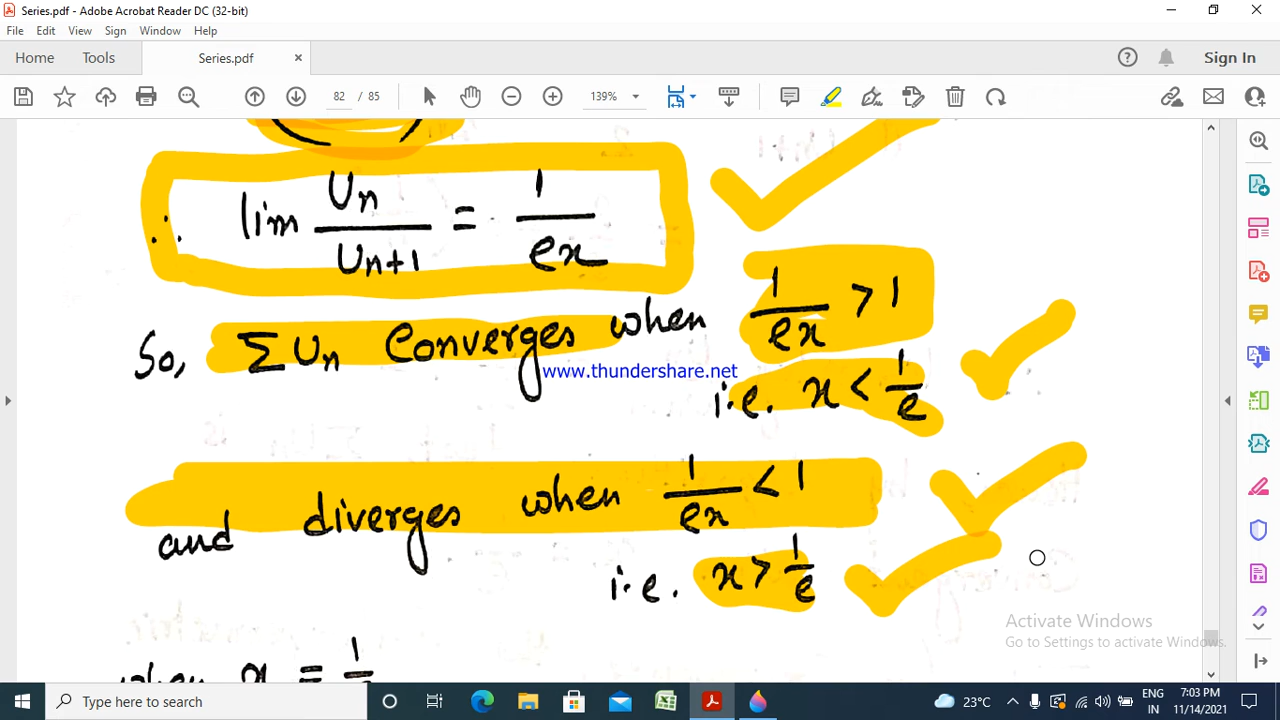 Series.pdf - Adobe Acrobat Reader DC (32-bit)
File Edit View Sign Window Help
Home Tools Series.pdf × Sign In
82 / 85 139%
∴ lim Un/Un+1 = 1/ex
So, Σ Un Converges when 1/ex > 1
www.thundershare.net
i.e. x < 1/e
and diverges when 1/ex < 1
i.e. x > 1/e
Activate Windows
Go to Settings to activate Windows.
when x = 1
Type here to search 23°C ENG 7:03 PM
IN 11/14/2021